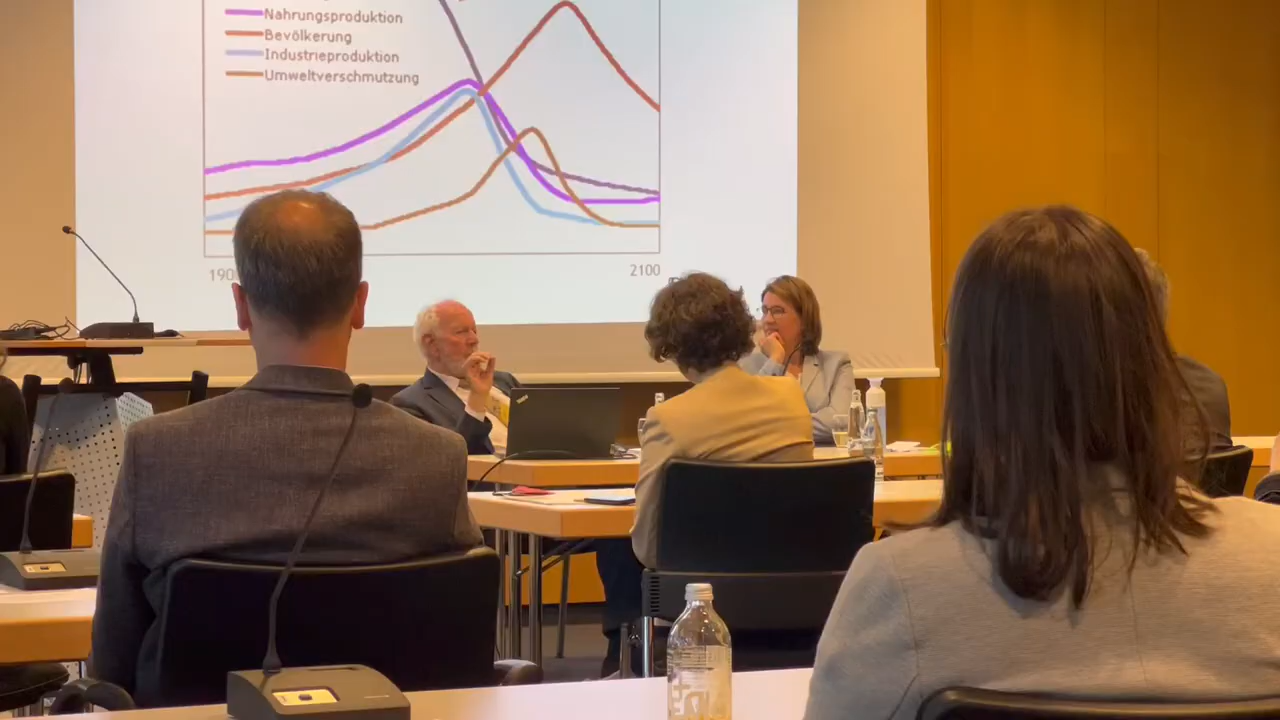 Nahrungsproduktion
Bevölkerung
Industrieproduktion
Umweltverschmutzung
2100